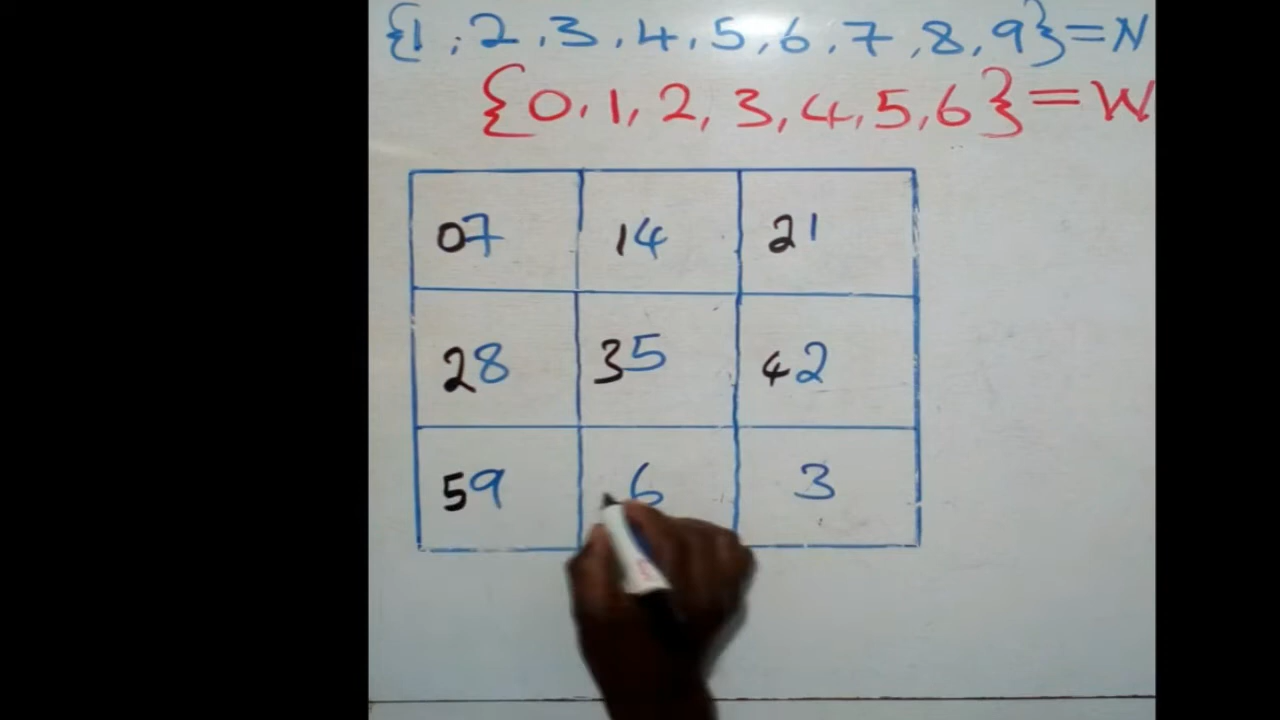 {1,2,3,4,5,6,7,8,9}=N
{0,1,2,3,4,5,6}=W
07 14 21
28 35 42
59 6 3